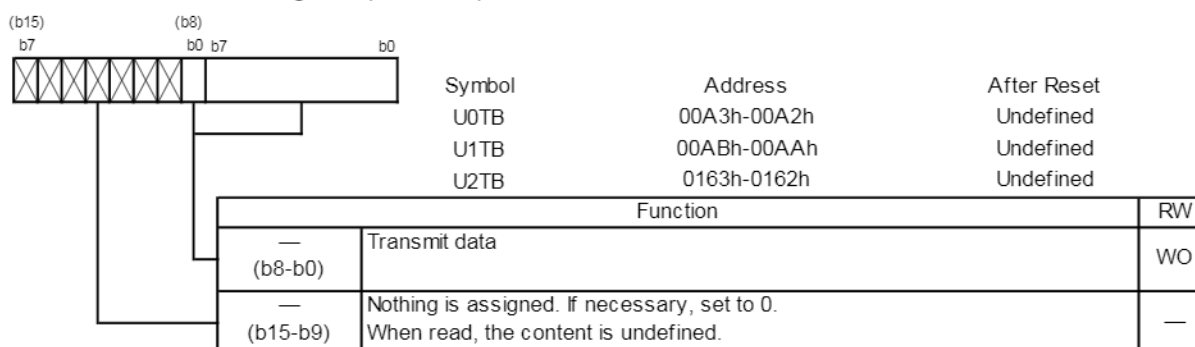 (b15) (b8)
b7 b0 b7 b0
Symbol Address After Reset
U0TB 00A3h-00A2h Undefined
U1TB 00ABh-00AAh Undefined
U2TB 0163h-0162h Undefined
Function RW
— Transmit data
(b8-b0) WO
— Nothing is assigned. If necessary, set to 0.
(b15-b9) When read, the content is undefined. —